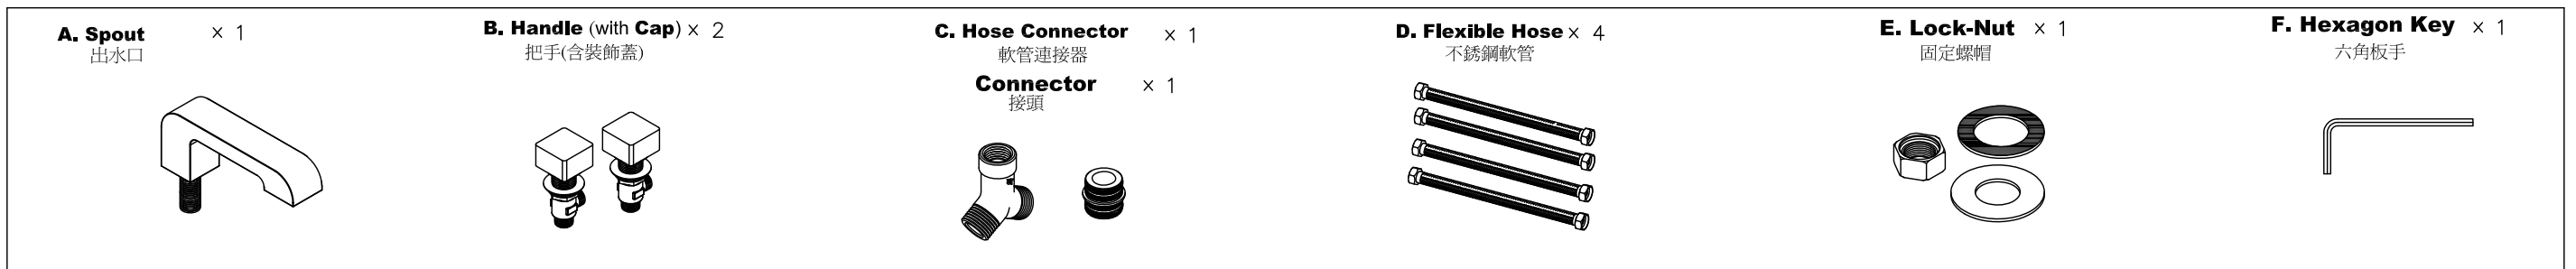 A. Spout × 1
出水口
B. Handle (with Cap) × 2
把手(含裝飾蓋)
C. Hose Connector × 1
軟管連接器
Connector × 1
接頭
D. Flexible Hose × 4
不銹鋼軟管
E. Lock-Nut × 1
固定螺帽
F. Hexagon Key × 1
六角板手